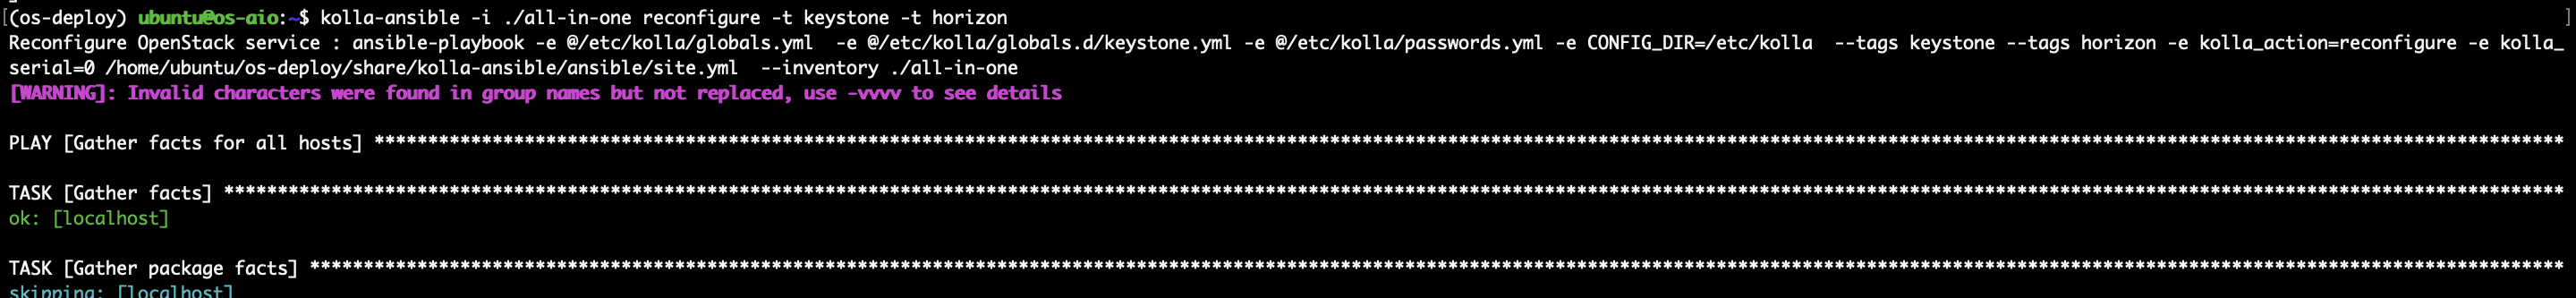 [(os-deploy) ubuntu@os-aio:~$ kolla-ansible -i ./all-in-one reconfigure -t keystone -t horizon ]
Reconfigure OpenStack service : ansible-playbook -e @/etc/kolla/globals.yml  -e @/etc/kolla/globals.d/keystone.yml -e @/etc/kolla/passwords.yml -e CONFIG_DIR=/etc/kolla  --tags keystone --tags horizon -e kolla_action=reconfigure -e kolla_
serial=0 /home/ubuntu/os-deploy/share/kolla-ansible/ansible/site.yml  --inventory ./all-in-one
[WARNING]: Invalid characters were found in group names but not replaced, use -vvvv to see details
PLAY [Gather facts for all hosts] ************************************************************************************************************************************************************************************************************
TASK [Gather facts] **************************************************************************************************************************************************************************************************************************
ok: [localhost]
TASK [Gather package facts] ******************************************************************************************************************************************************************************************************************
skipping: [localhost]